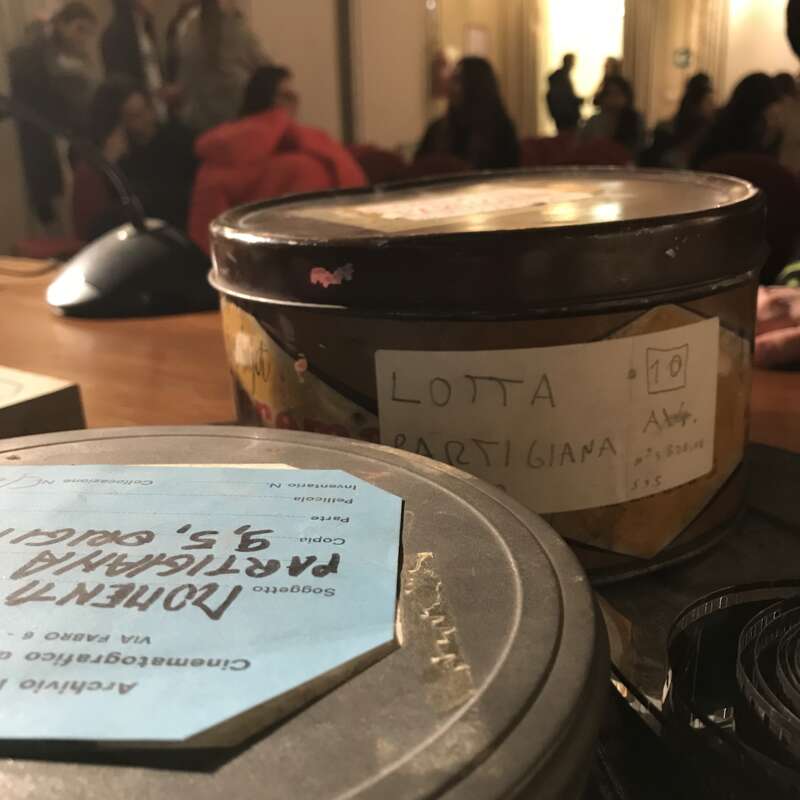 LOTTA
PARTIGIANA
10
Archivio
Cinematografico
VIA FABRO 6 -
Soggetto
MOMENTI
PARTIGIANA
Copia
9,5, ORIGI
Parte
Pellicola
Inventario N.
Collocazione N.